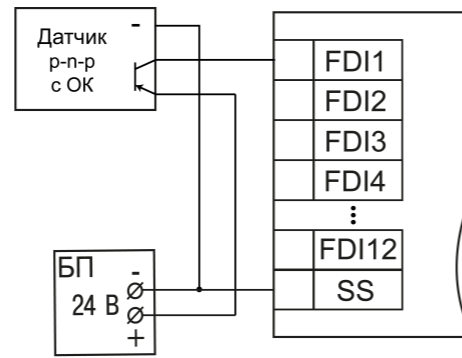 Датчик
p-n-p
с ОК
-
FDI1
FDI2
FDI3
FDI4
FDI12
SS
БП
24 В
-
+